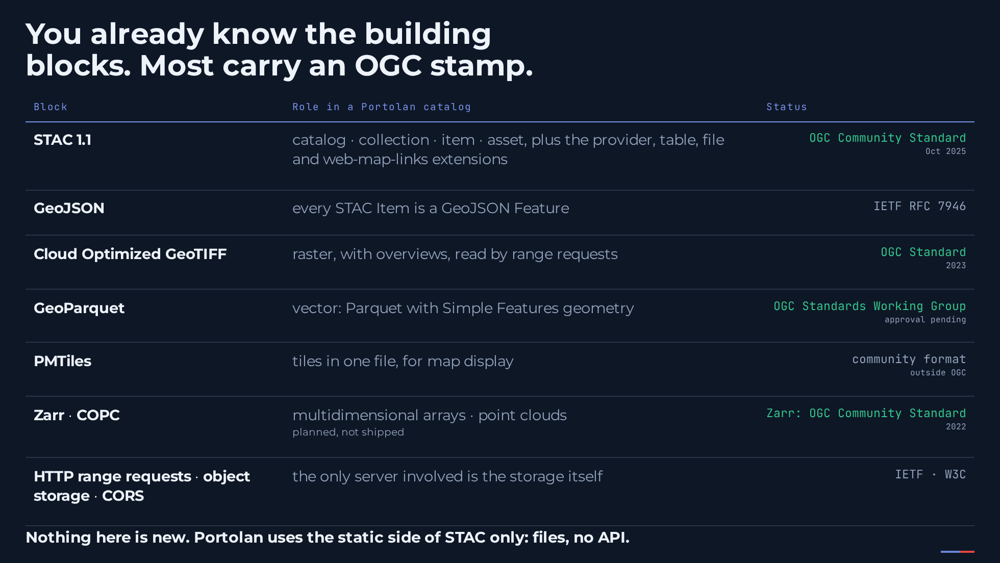 You already know the building
blocks. Most carry an OGC stamp.
Block
Role in a Portolan catalog
Status
STAC 1.1
catalog · collection · item · asset, plus the provider, table, file
and web-map-links extensions
OGC Community Standard
Oct 2025
GeoJSON
every STAC Item is a GeoJSON Feature
IETF RFC 7946
Cloud Optimized GeoTIFF
raster, with overviews, read by range requests
OGC Standard
2023
GeoParquet
vector: Parquet with Simple Features geometry
OGC Standards Working Group
approval pending
PMTiles
tiles in one file, for map display
community format
outside OGC
Zarr · COPC
multidimensional arrays · point clouds
planned, not shipped
Zarr: OGC Community Standard
2022
HTTP range requests · object
storage · CORS
the only server involved is the storage itself
IETF · W3C
Nothing here is new. Portolan uses the static side of STAC only: files, no API.